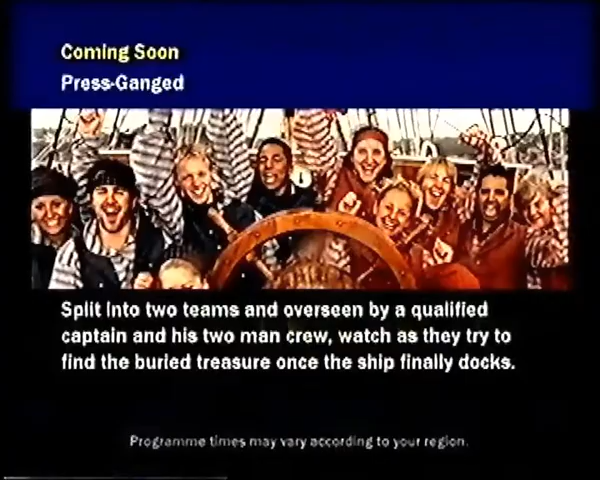 Coming Soon
Press-Ganged
Split into two teams and overseen by a qualified
captain and his two man crew, watch as they try to
find the buried treasure once the ship finally docks.
Programme times may vary according to your region.